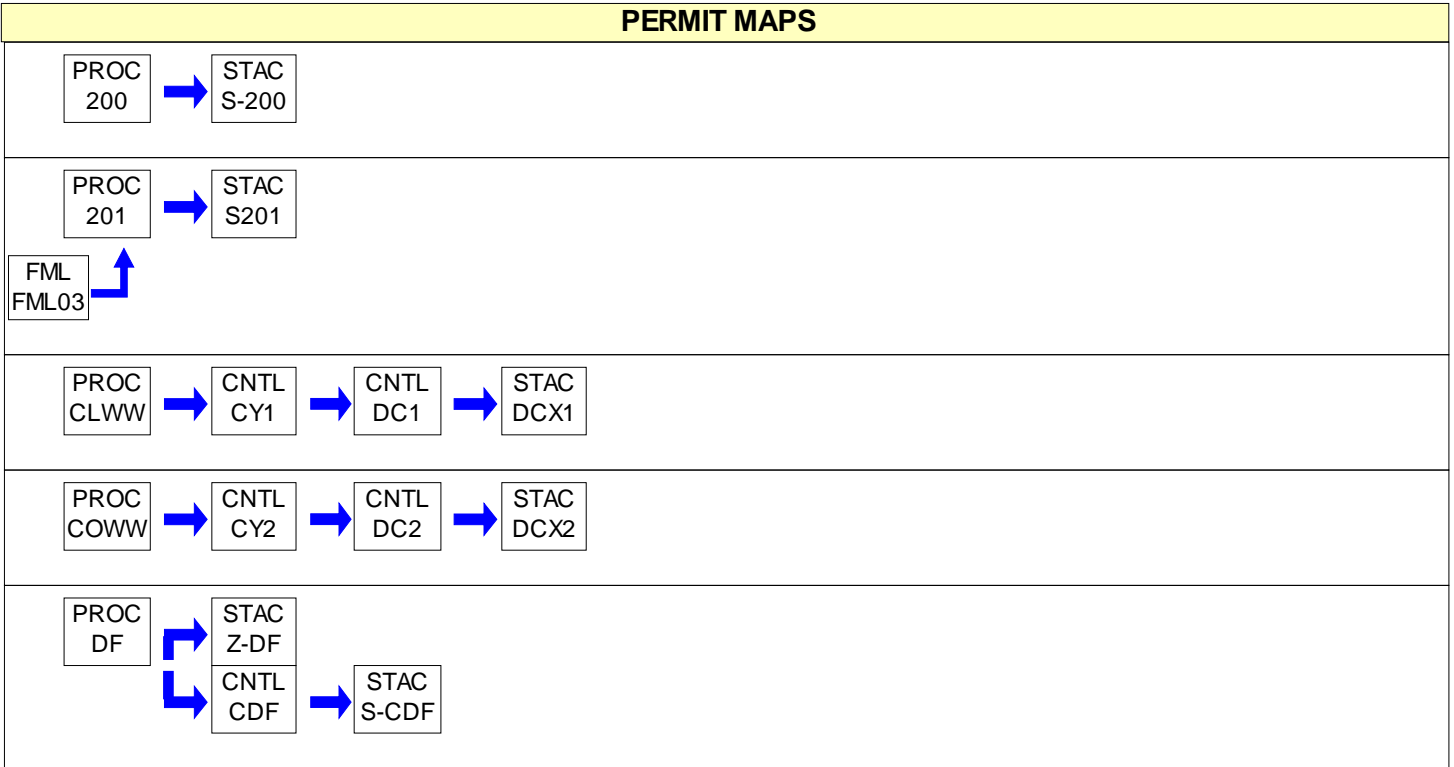 PERMIT MAPS
PROC
200
STAC
S-200
PROC
201
STAC
S201
FML
FML03
PROC
CLWW
CNTL
CY1
CNTL
DC1
STAC
DCX1
PROC
COWW
CNTL
CY2
CNTL
DC2
STAC
DCX2
PROC
DF
STAC
Z-DF
CNTL
CDF
STAC
S-CDF